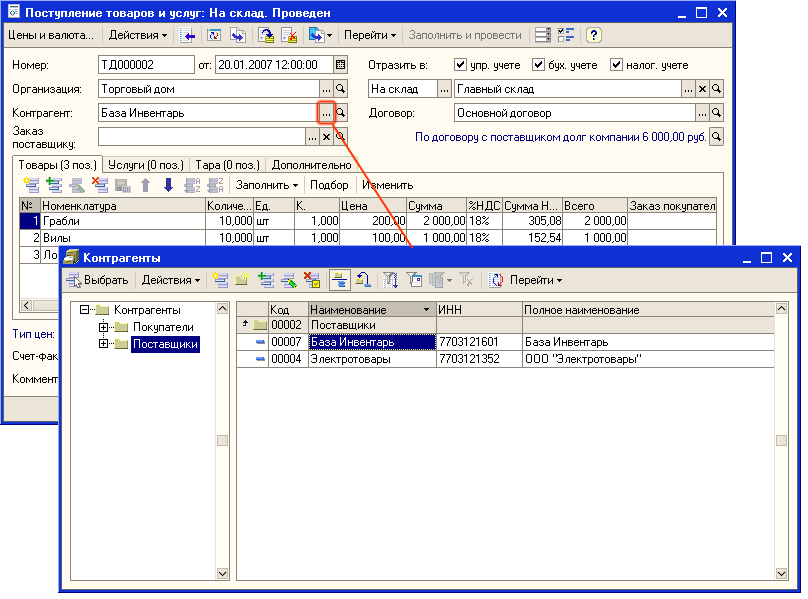 Поступление товаров и услуг: На склад. Проведен
Цены и валюта... Действия Перейти Заполнить и провести
Номер: ТД000002 от: 20.01.2007 12:00:00 Отразить в: упр. учете бух. учете налог. учете
Организация: Торговый дом На склад Главный склад
Контрагент: База Инвентарь Договор: Основной договор
Заказ
поставщику: По договору с поставщиком долг компании 6 000,00 руб.
Товары (3 поз.) Услуги (0 поз.) Тара (0 поз.) Дополнительно
Заполнить Подбор Изменить
№ Номенклатура Количе... Ед. К. Цена Сумма %НДС Сумма Н... Всего Заказ покупател
1 Грабли 10,000 шт 1,000 200,00 2 000,00 18% 305,08 2 000,00
2 Вилы 10,000 шт 1,000 100,00 1 000,00 18% 152,54 1 000,00
3 Ло
Тип цен:
Счет-фак
Коммент
Контрагенты
Выбрать Действия Перейти
Контрагенты
Покупатели
Поставщики
Код Наименование ИНН Полное наименование
00002 Поставщики
00007 База Инвентарь 7703121601 База Инвентарь
00004 Электротовары 7703121352 ООО "Электротовары"